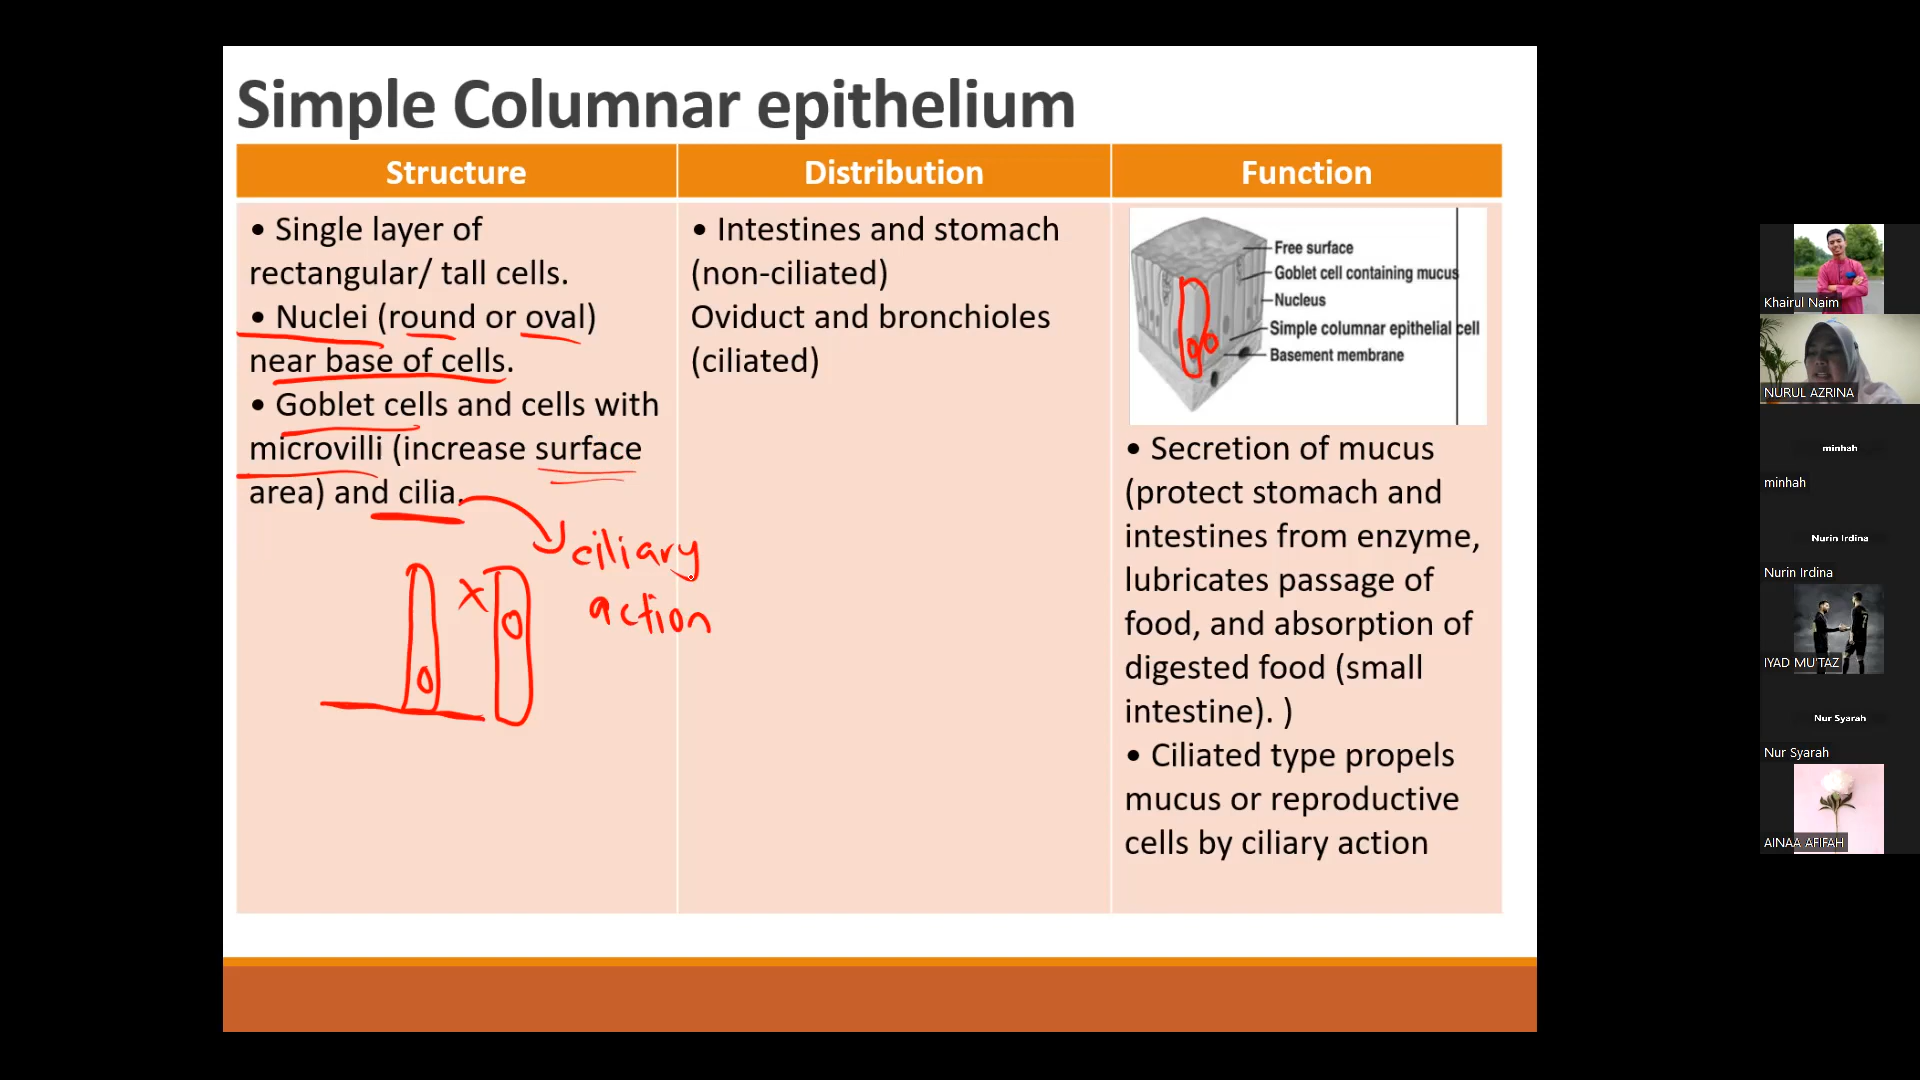 Simple Columnar epithelium
Structure
Distribution
Function
• Single layer of
rectangular/ tall cells.
• Nuclei (round or oval)
near base of cells.
• Goblet cells and cells with
microvilli (increase surface
area) and cilia.
ciliary
action
x
• Intestines and stomach
(non-ciliated)
Oviduct and bronchioles
(ciliated)
Free surface
Goblet cell containing mucus
Nucleus
Simple columnar epithelial cell
Basement membrane
• Secretion of mucus
(protect stomach and
intestines from enzyme,
lubricates passage of
food, and absorption of
digested food (small
intestine). )
• Ciliated type propels
mucus or reproductive
cells by ciliary action
Khairul Naim
NURUL AZRINA
minhah
minhah
Nurin Irdina
Nurin Irdina
IYAD MU'TAZ
Nur Syarah
Nur Syarah
AINAA AFIFAH